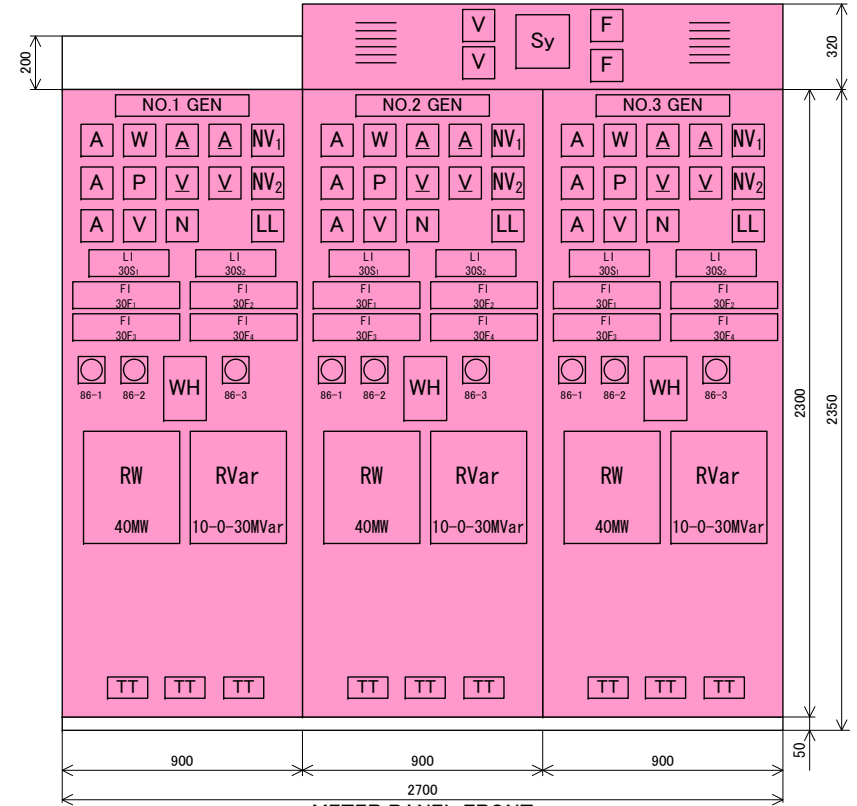 V Sy F
V F
320
200
NO.1 GEN NO.2 GEN NO.3 GEN
A W A A NV₁ A W A A NV₁ A W A A NV₁
A P V V NV₂ A P V V NV₂ A P V V NV₂
A V N LL A V N LL A V N LL
LI LI LI LI LI LI
30S₁ 30S₂ 30S₁ 30S₂ 30S₁ 30S₂
FI FI FI FI FI FI
30F₁ 30F₂ 30F₁ 30F₂ 30F₁ 30F₂
FI FI FI FI FI FI
30F₃ 30F₄ 30F₃ 30F₄ 30F₃ 30F₄
WH WH WH
86-1 86-2 86-3 86-1 86-2 86-3 86-1 86-2 86-3
2300 2350
RW RVar RW RVar RW RVar
40MW 10-0-30MVar 40MW 10-0-30MVar 40MW 10-0-30MVar
TT TT TT TT TT TT TT TT TT
50
900 900 900
2700
METER PANEL FRONT